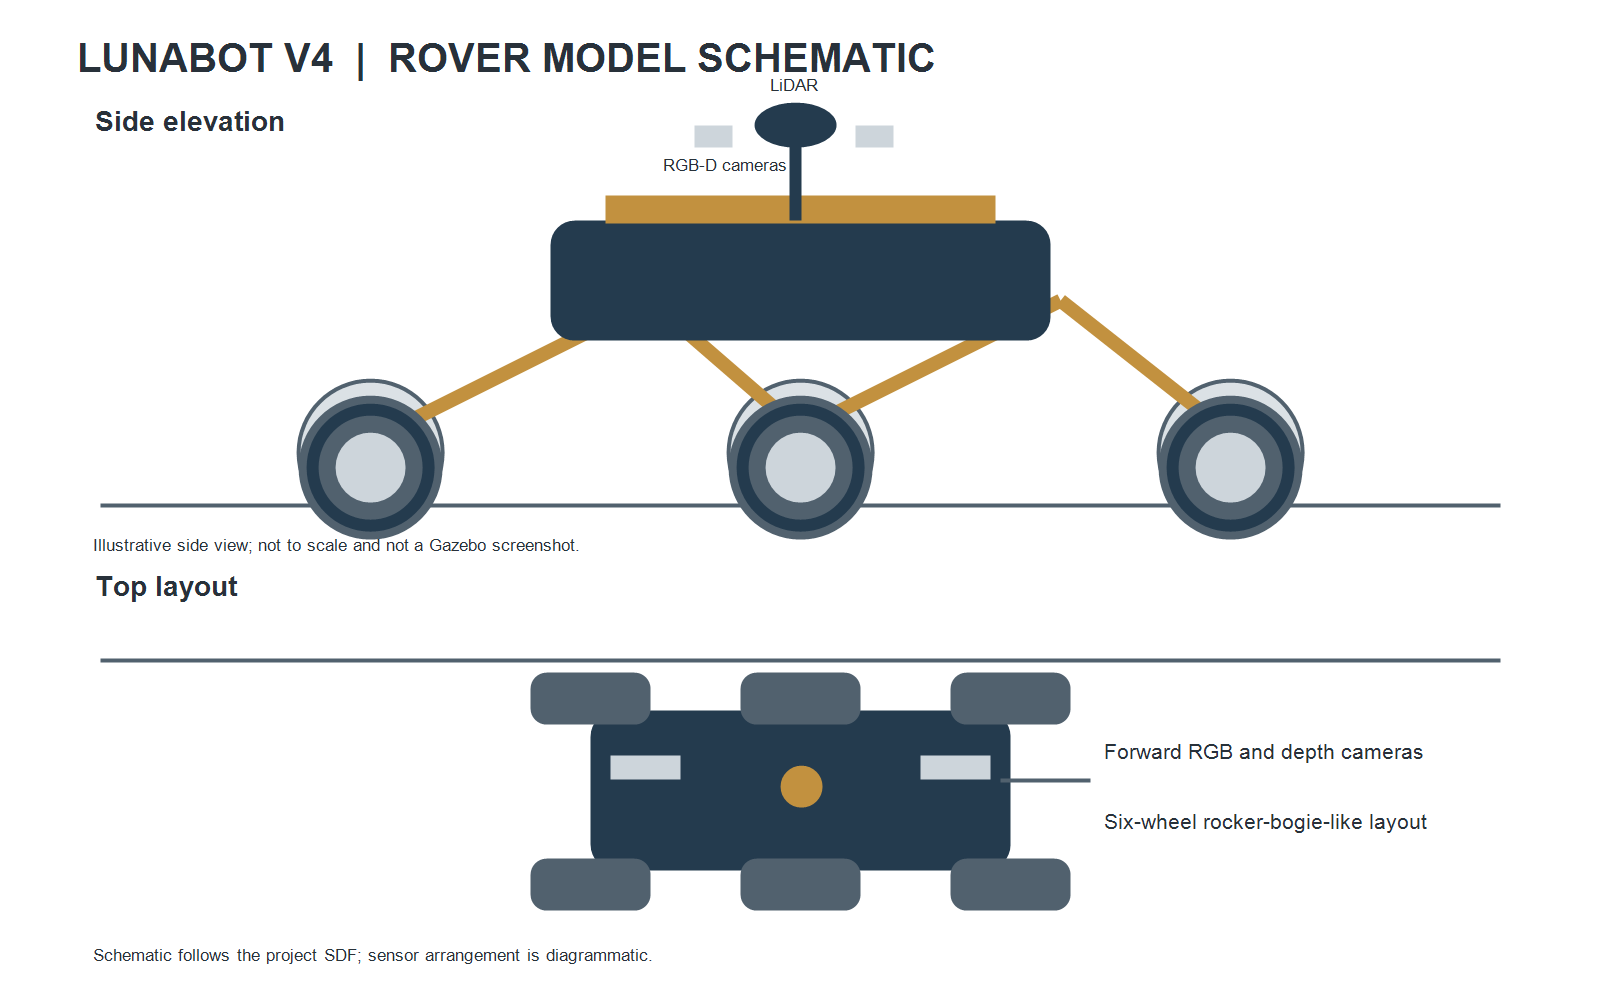 LUNABOT V4 | ROVER MODEL SCHEMATIC
LiDAR
Side elevation
RGB-D cameras
Illustrative side view; not to scale and not a Gazebo screenshot.
Top layout
Forward RGB and depth cameras
Six-wheel rocker-bogie-like layout
Schematic follows the project SDF; sensor arrangement is diagrammatic.